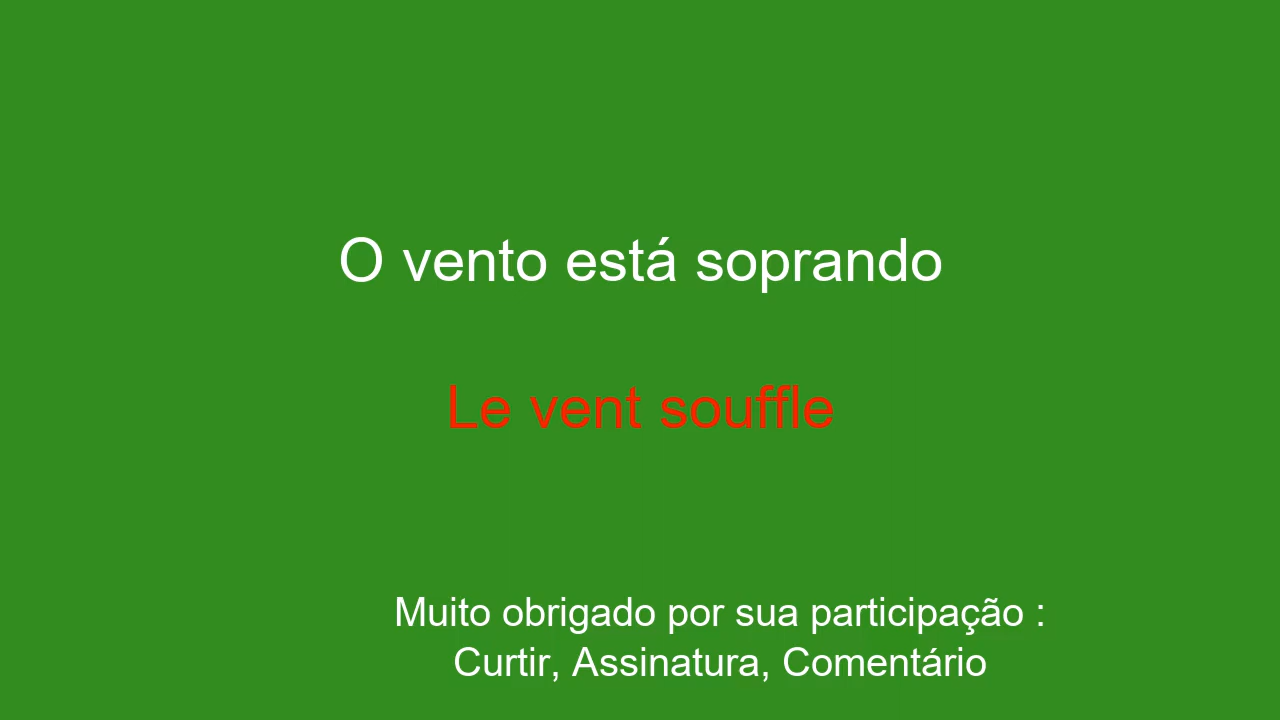 O vento está soprando
Le vent souffle
Muito obrigado por sua participação :
Curtir, Assinatura, Comentário